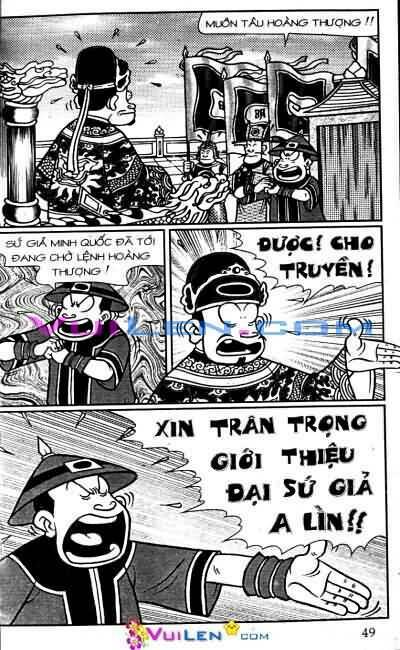 MUÔN TÂU HOÀNG THƯỢNG !!
明
SỨ GIẢ MINH QUỐC ĐÃ TỚI
ĐANG CHỜ LỆNH HOÀNG
THƯỢNG !
ĐƯỢC! CHO
TRUYỀN!
VUILEN.COM
XIN TRÂN TRỌNG
GIỚI THIỆU
ĐẠI SỨ GIẢ
A LÌN!!
49
VUILEN.COM